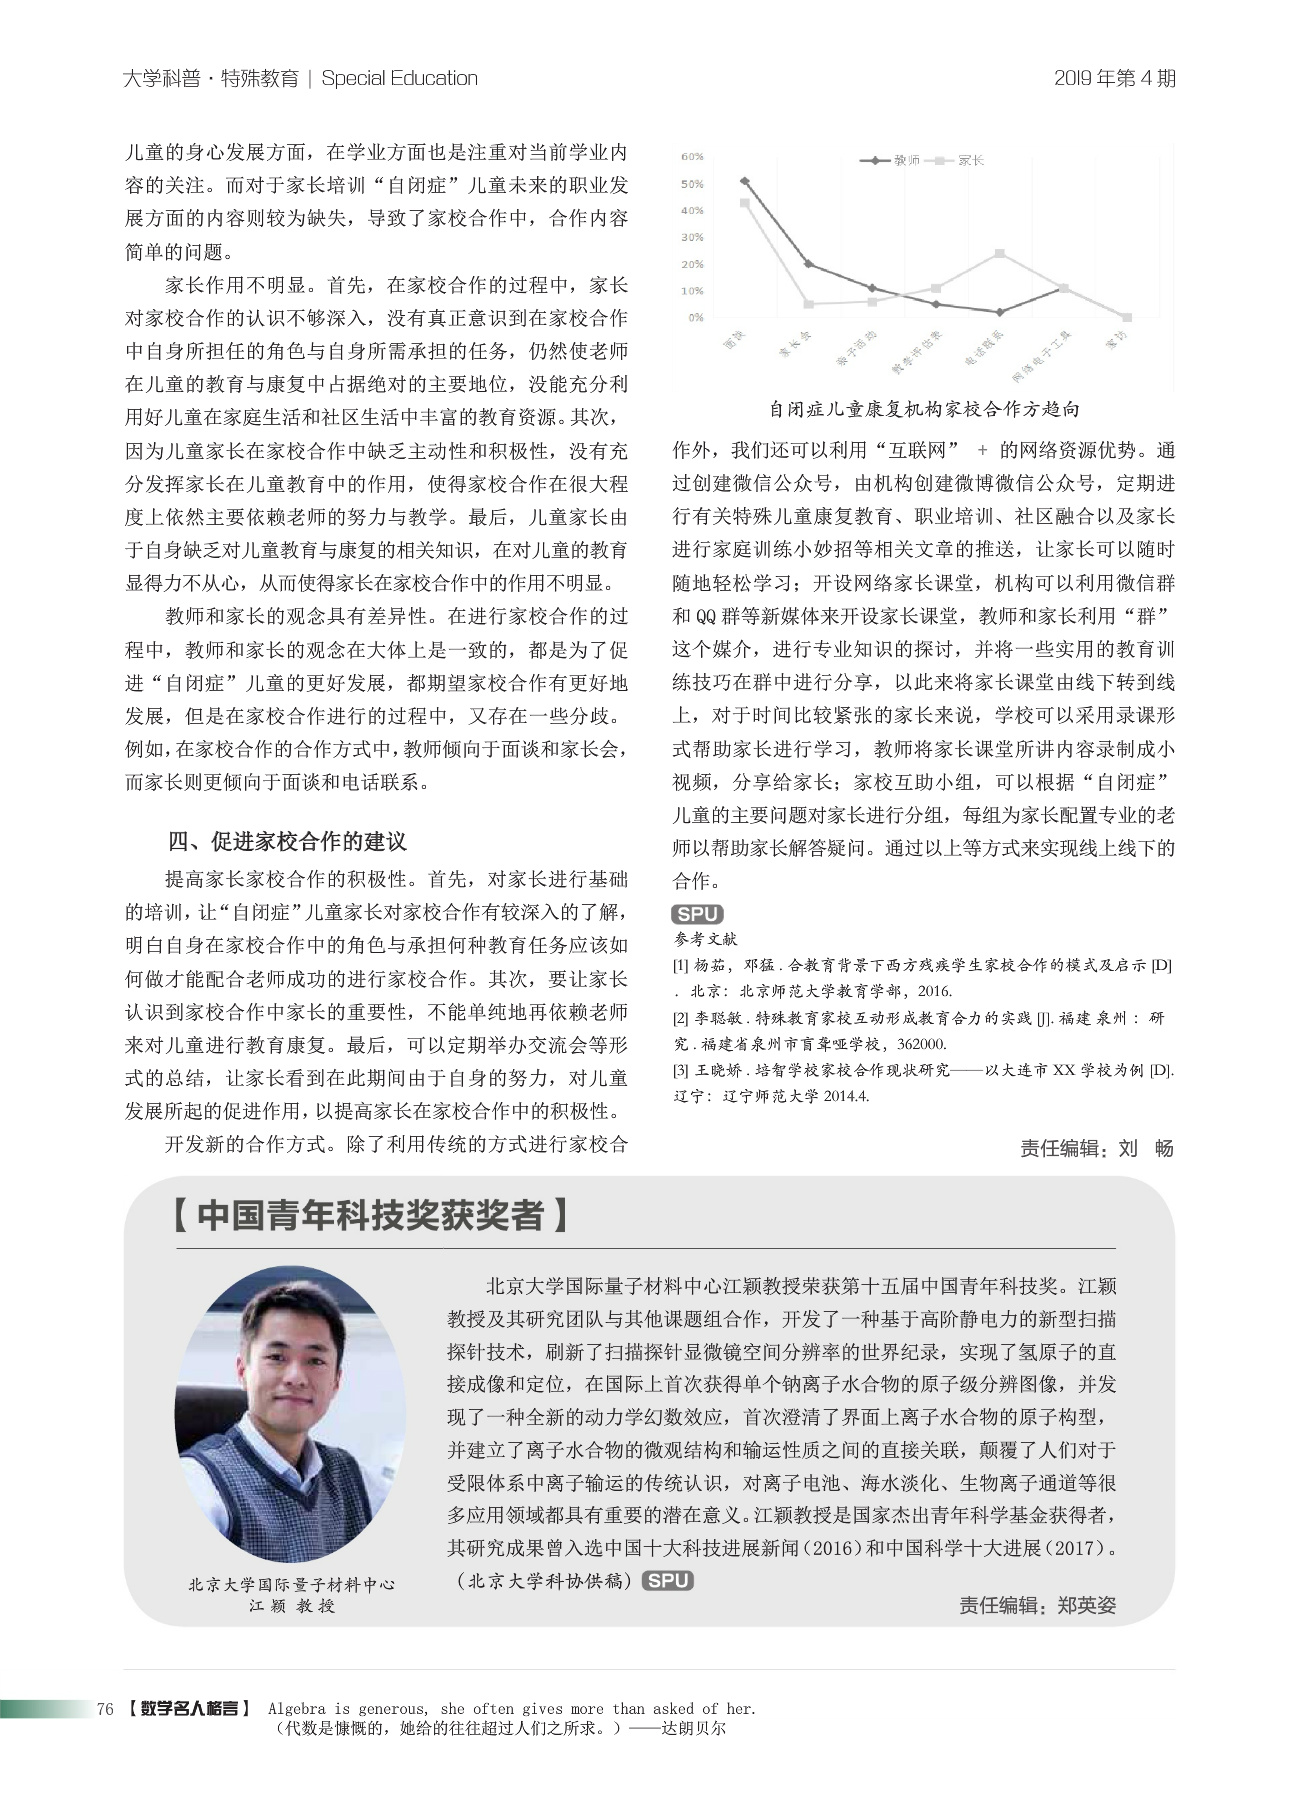 大学科普·特殊教育 | Special Education
2019 年第 4 期
儿童的身心发展方面，在学业方面也是注重对当前学业内
容的关注。而对于家长培训“自闭症”儿童未来的职业发
展方面的内容则较为缺失，导致了家校合作中，合作内容
简单的问题。
家长作用不明显。首先，在家校合作的过程中，家长
对家校合作的认识不够深入，没有真正意识到在家校合作
中自身所担任的角色与自身所需承担的任务，仍然使老师
在儿童的教育与康复中占据绝对的主要地位，没能充分利
用好儿童在家庭生活和社区生活中丰富的教育资源。其次，
因为儿童家长在家校合作中缺乏主动性和积极性，没有充
分发挥家长在儿童教育中的作用，使得家校合作在很大程
度上依然主要依赖老师的努力与教学。最后，儿童家长由
于自身缺乏对儿童教育与康复的相关知识，在对儿童的教育
显得力不从心，从而使得家长在家校合作中的作用不明显。
教师和家长的观念具有差异性。在进行家校合作的过
程中，教师和家长的观念在大体上是一致的，都是为了促
进“自闭症”儿童的更好发展，都期望家校合作有更好地
发展，但是在家校合作进行的过程中，又存在一些分歧。
例如，在家校合作的合作方式中，教师倾向于面谈和家长会，
而家长则更倾向于面谈和电话联系。
四、促进家校合作的建议
提高家长家校合作的积极性。首先，对家长进行基础
的培训，让“自闭症”儿童家长对家校合作有较深入的了解，
明白自身在家校合作中的角色与承担何种教育任务应该如
何做才能配合老师成功的进行家校合作。其次，要让家长
认识到家校合作中家长的重要性，不能单纯地再依赖老师
来对儿童进行教育康复。最后，可以定期举办交流会等形
式的总结，让家长看到在此期间由于自身的努力，对儿童
发展所起的促进作用，以提高家长在家校合作中的积极性。
开发新的合作方式。除了利用传统的方式进行家校合
60%
50%
40%
30%
20%
10%
0%
教师 家长
面谈
家长会
亲子活动
教学评估表
电话联系
网络电子工具
家访
自闭症儿童康复机构家校合作方趋向
作外，我们还可以利用“互联网” + 的网络资源优势。通
过创建微信公众号，由机构创建微博微信公众号，定期进
行有关特殊儿童康复教育、职业培训、社区融合以及家长
进行家庭训练小妙招等相关文章的推送，让家长可以随时
随地轻松学习；开设网络家长课堂，机构可以利用微信群
和 QQ 群等新媒体来开设家长课堂，教师和家长利用“群”
这个媒介，进行专业知识的探讨，并将一些实用的教育训
练技巧在群中进行分享，以此来将家长课堂由线下转到线
上，对于时间比较紧张的家长来说，学校可以采用录课形
式帮助家长进行学习，教师将家长课堂所讲内容录制成小
视频，分享给家长；家校互助小组，可以根据“自闭症”
儿童的主要问题对家长进行分组，每组为家长配置专业的老
师以帮助家长解答疑问。通过以上等方式来实现线上线下的
合作。
SPU
参考文献
[1] 杨茹，邓猛 . 合教育背景下西方残疾学生家校合作的模式及启示 [D]
. 北京：北京师范大学教育学部，2016.
[2] 李聪敏 . 特殊教育家校互动形成教育合力的实践 [J]. 福建 泉州 ：研
究 . 福建省泉州市盲聋哑学校，362000.
[3] 王晓娇 . 培智学校家校合作现状研究——以大连市 XX 学校为例 [D].
辽宁：辽宁师范大学 2014.4.
责任编辑：刘 畅
【中国青年科技奖获奖者】
北京大学国际量子材料中心江颖教授荣获第十五届中国青年科技奖。江颖
教授及其研究团队与其他课题组合作，开发了一种基于高阶静电力的新型扫描
探针技术，刷新了扫描探针显微镜空间分辨率的世界纪录，实现了氢原子的直
接成像和定位，在国际上首次获得单个钠离子水合物的原子级分辨图像，并发
现了一种全新的动力学幻数效应，首次澄清了界面上离子水合物的原子构型，
并建立了离子水合物的微观结构和输运性质之间的直接关联，颠覆了人们对于
受限体系中离子输运的传统认识，对离子电池、海水淡化、生物离子通道等很
多应用领域都具有重要的潜在意义。江颖教授是国家杰出青年科学基金获得者，
其研究成果曾入选中国十大科技进展新闻（2016）和中国科学十大进展（2017）。
（北京大学科协供稿）SPU
北京大学国际量子材料中心
江 颖 教 授
责任编辑：郑英姿
76 【数学名人格言】 Algebra is generous, she often gives more than asked of her.
（代数是慷慨的，她给的往往超过人们之所求。）——达朗贝尔